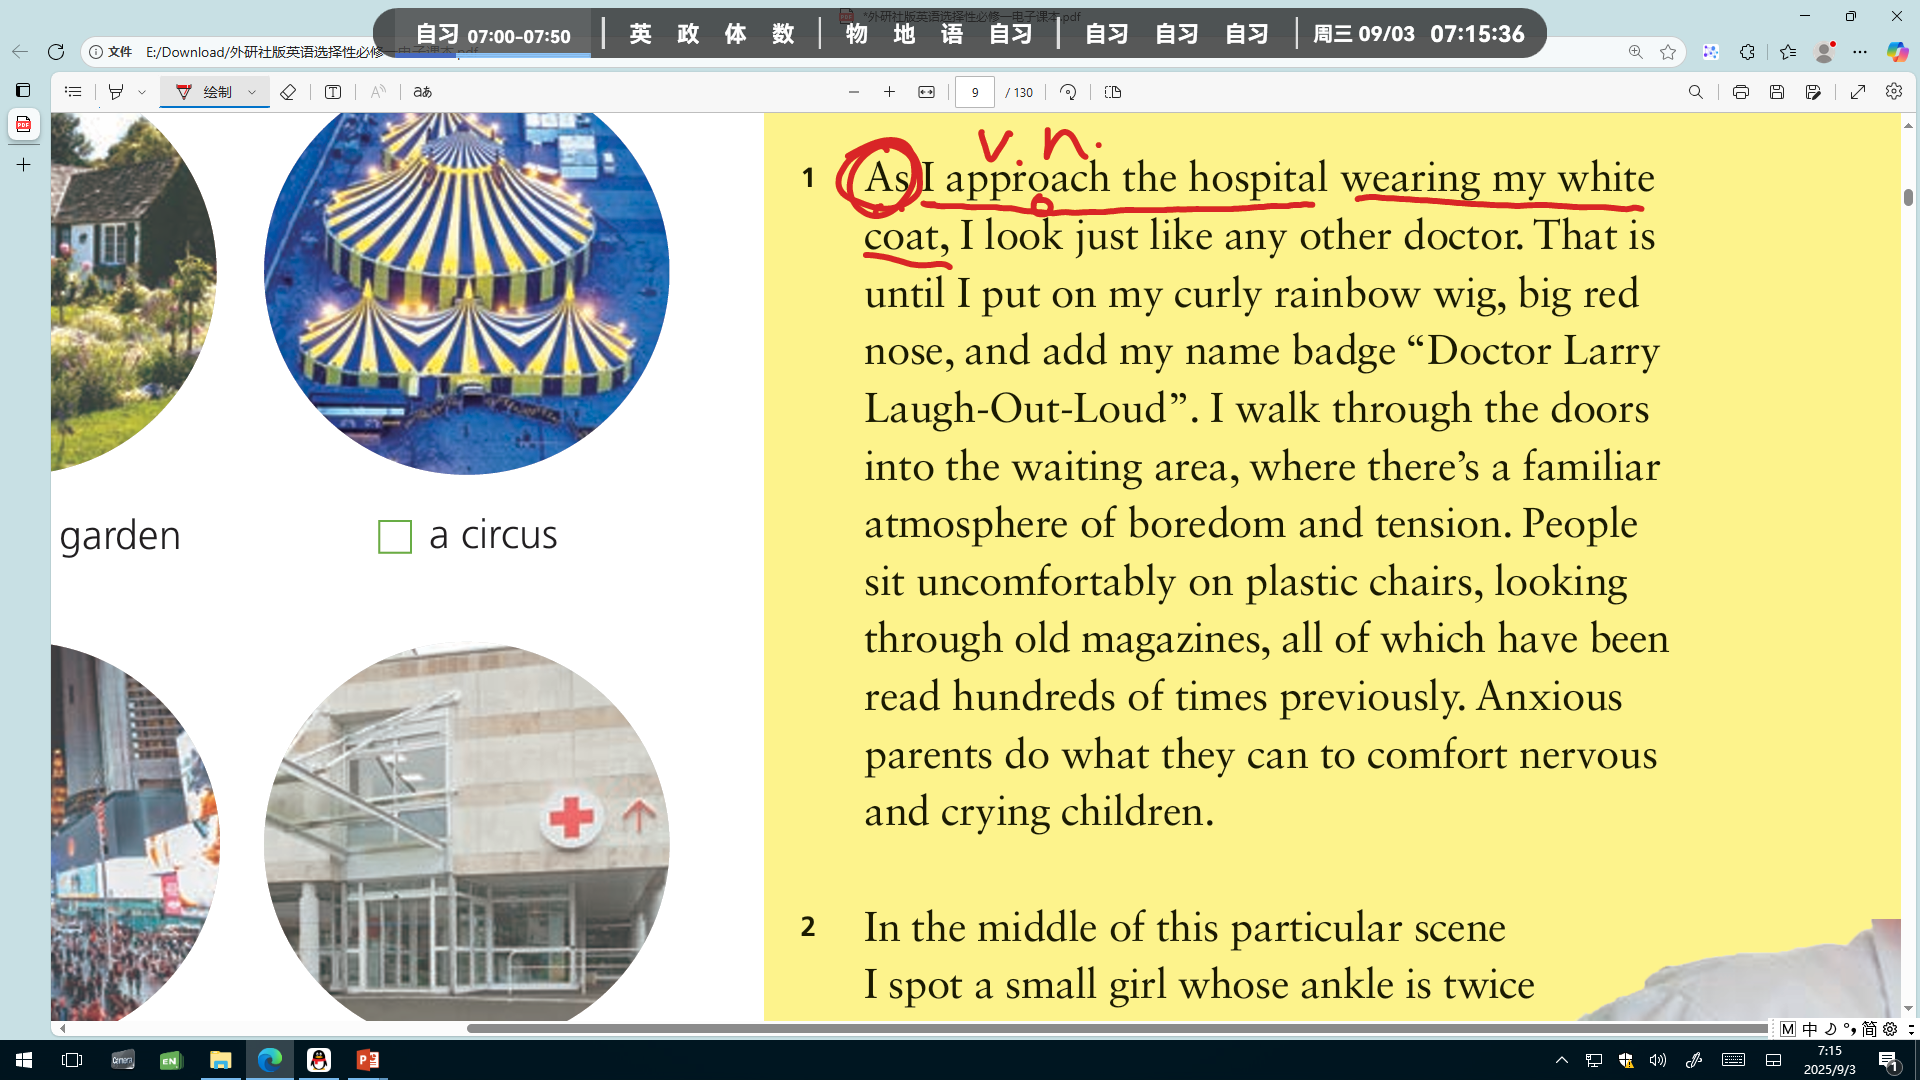 *外研社版英语选择性必修一电子课本.pdf
自习 07:00-07:50 英 政 体 数 物 地 语 自习 自习 自习 自习 周三 09/03 07:15:36
文件 E:/Download/外研社版英语选择性必修一电子课本.pdf
绘制 T A aあ 9 / 130
v. n.
1 As I approach the hospital wearing my white
coat, I look just like any other doctor. That is
until I put on my curly rainbow wig, big red
nose, and add my name badge “Doctor Larry
Laugh-Out-Loud”. I walk through the doors
into the waiting area, where there’s a familiar
atmosphere of boredom and tension. People
sit uncomfortably on plastic chairs, looking
through old magazines, all of which have been
read hundreds of times previously. Anxious
parents do what they can to comfort nervous
and crying children.
2 In the middle of this particular scene
I spot a small girl whose ankle is twice
garden
a circus
M 中 简
EN
7:15
2025/9/3
1